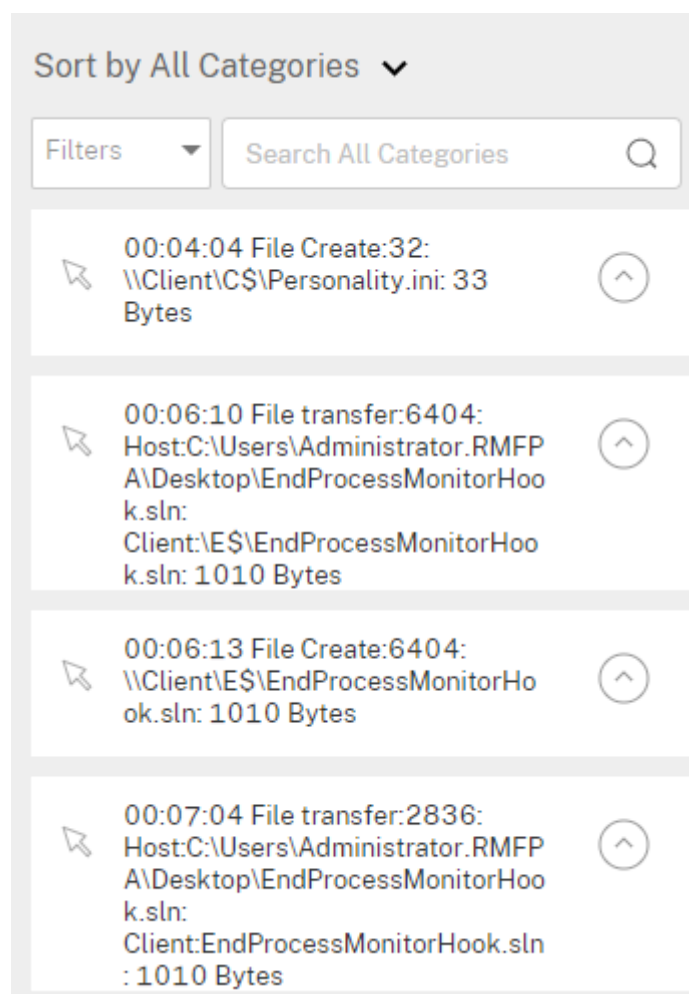 Sort by All Categories
Filters
Search All Categories
00:04:04 File Create:32:
\\Client\C$\Personality.ini: 33
Bytes
00:06:10 File transfer:6404:
Host:C:\Users\Administrator.RMFP
A\Desktop\EndProcessMonitorHoo
k.sln:
Client:\E$\EndProcessMonitorHoo
k.sln: 1010 Bytes
00:06:13 File Create:6404:
\\Client\E$\EndProcessMonitorHo
ok.sln: 1010 Bytes
00:07:04 File transfer:2836:
Host:C:\Users\Administrator.RMFP
A\Desktop\EndProcessMonitorHoo
k.sln:
Client:EndProcessMonitorHook.sln
: 1010 Bytes